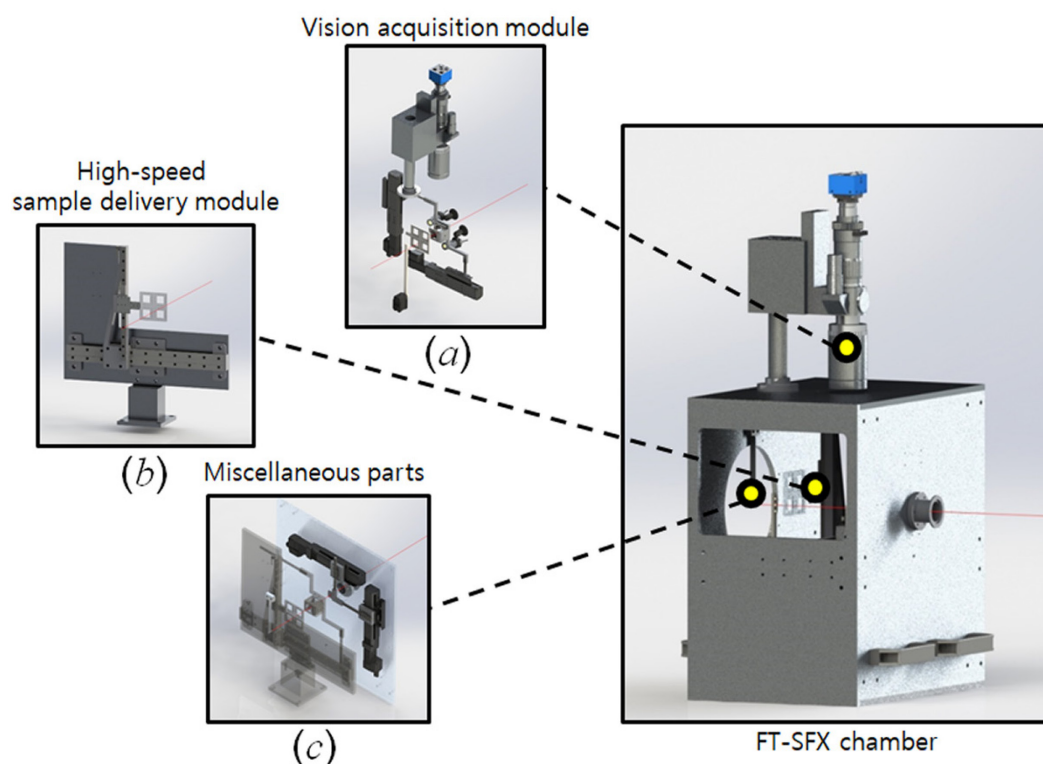 Vision acquisition module
(a)
High-speed
sample delivery module
(b)
Miscellaneous parts
(c)
FT-SFX chamber